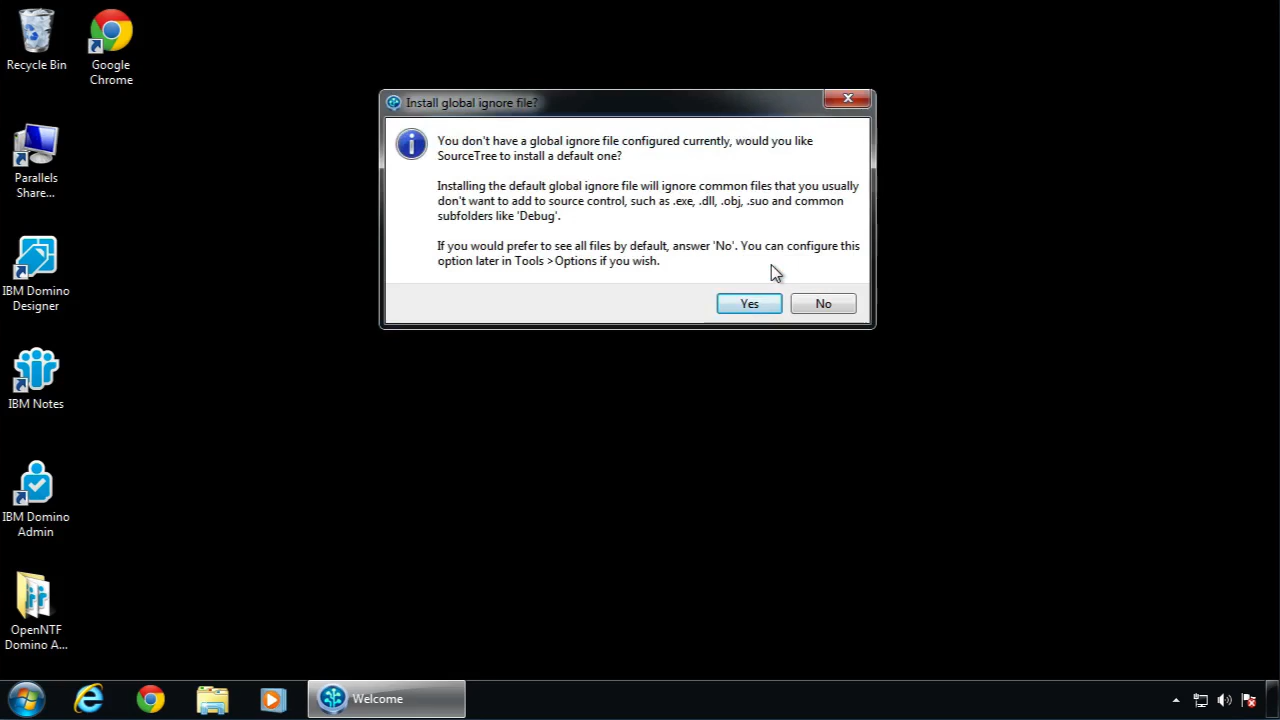 Recycle Bin
Google
Chrome
Parallels
Share...
IBM Domino
Designer
IBM Notes
IBM Domino
Admin
OpenNTF
Domino A...
Install global ignore file?
You don't have a global ignore file configured currently, would you like
SourceTree to install a default one?
Installing the default global ignore file will ignore common files that you usually
don't want to add to source control, such as .exe, .dll, .obj, .suo and common
subfolders like 'Debug'.
If you would prefer to see all files by default, answer 'No'. You can configure this
option later in Tools >Options if you wish.
Yes
No
Welcome